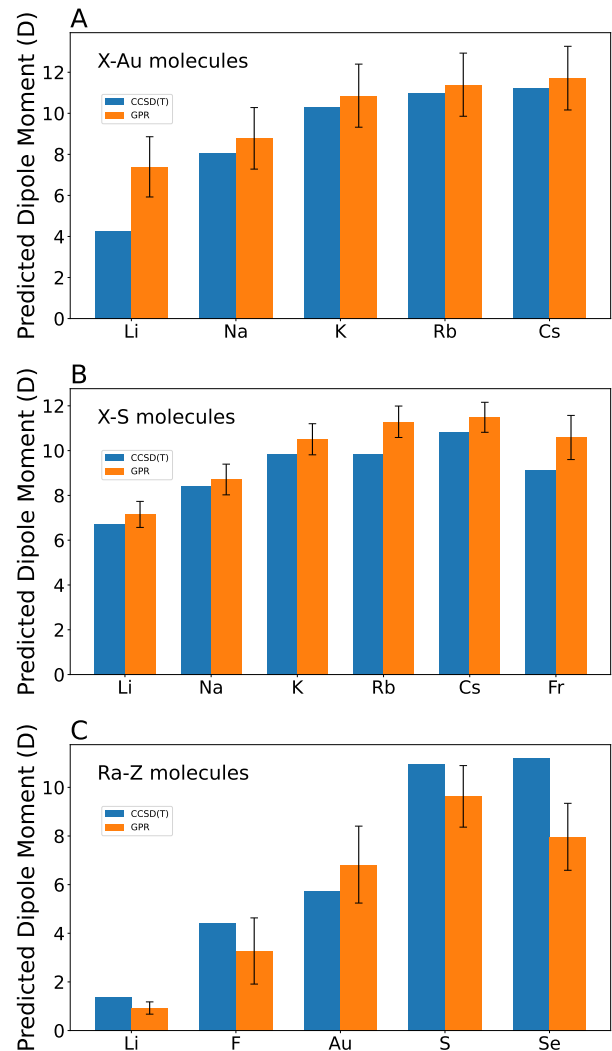 A
Predicted Dipole Moment (D)
X-Au molecules
CCSD(T)
GPR
12
10
8
6
4
2
0
Li Na K Rb Cs
B
Predicted Dipole Moment (D)
X-S molecules
CCSD(T)
GPR
12
10
8
6
4
2
0
Li Na K Rb Cs Fr
C
Predicted Dipole Moment (D)
Ra-Z molecules
CCSD(T)
GPR
10
8
6
4
2
0
Li F Au S Se